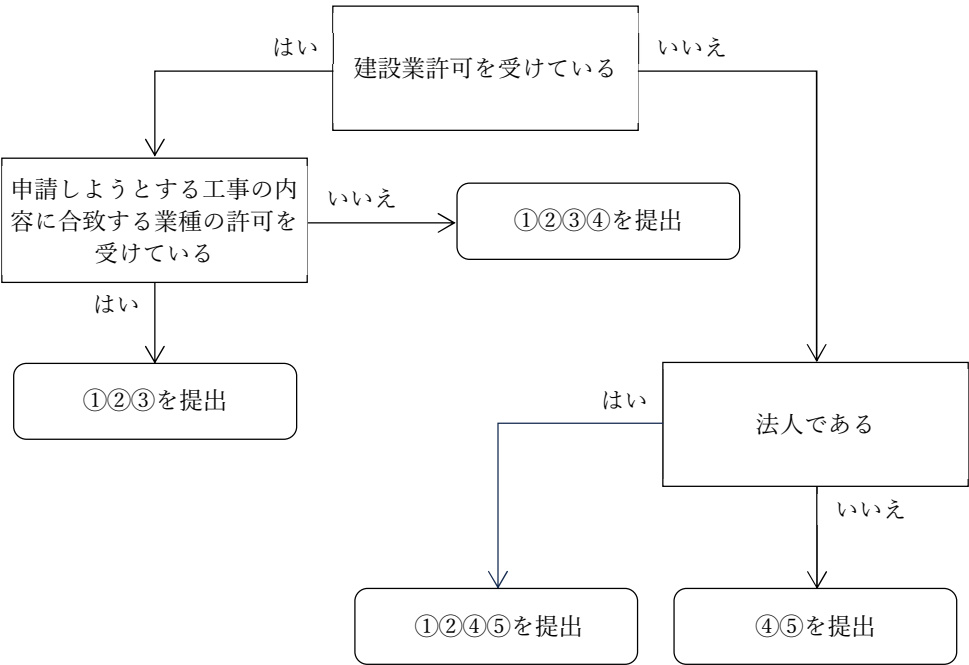 はい
建設業許可を受けている
いいえ
申請しようとする工事の内
容に合致する業種の許可を
受けている
いいえ
①②③④を提出
はい
①②③を提出
はい
法人である
いいえ
①②④⑤を提出
④⑤を提出